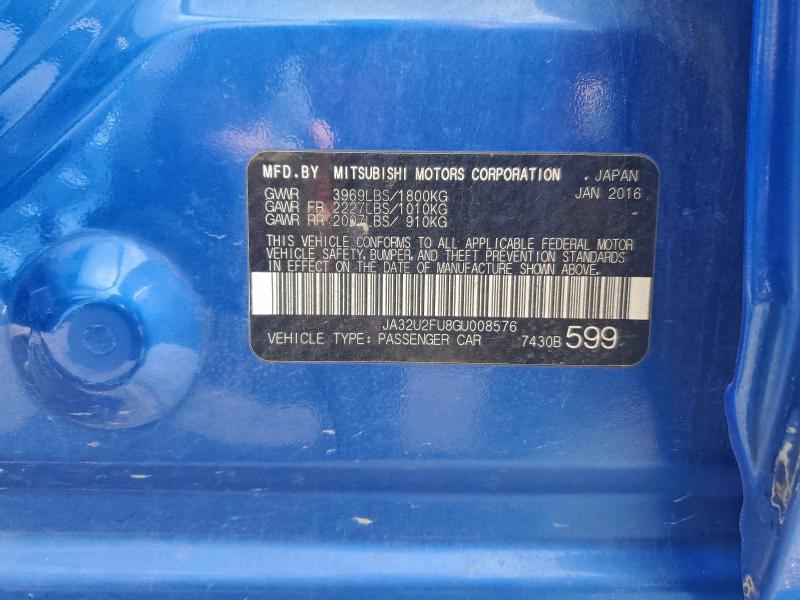 MFD.BY MITSUBISHI MOTORS CORPORATION JAPAN
GVWR 3969LBS/1800KG JAN 2016
GAWR FR 2227LBS/1010KG
GAWR RR 2007LBS/ 910KG
THIS VEHICLE CONFORMS TO ALL APPLICABLE FEDERAL MOTOR
VEHICLE SAFETY, BUMPER, AND THEFT PREVENTION STANDARDS
IN EFFECT ON THE DATE OF MANUFACTURE SHOWN ABOVE.
JA32U2FU8GU008576
VEHICLE TYPE: PASSENGER CAR 7430B 599